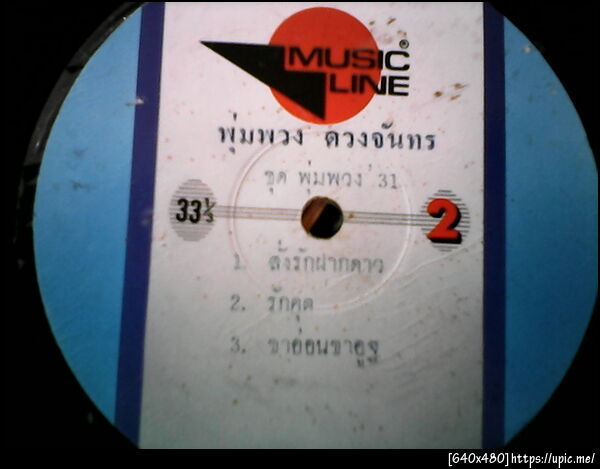 MUSIC®
LINE
พุ่มพวง ดวงจันทร
ชุด พุ่มพวง '31
33⅓
2
1. สั่งรักฝากดาว
2. รักคุด
3. ขาอ่อนขาอูฐ
[640x480]https://upic.me/